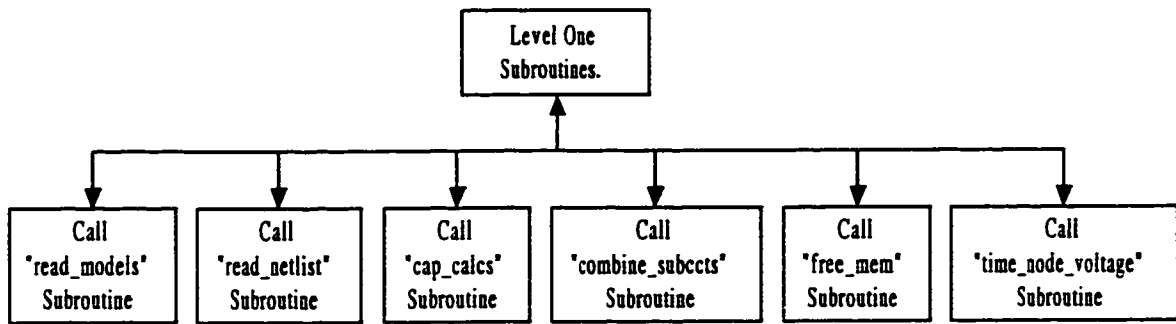 Level One
Subroutines.
Call
"read_models"
Subroutine
Call
"read_netlist"
Subroutine
Call
"cap_calcs"
Subroutine
Call
"combine_subccts"
Subroutine
Call
"free_mem"
Subroutine
Call
"time_node_voltage"
Subroutine